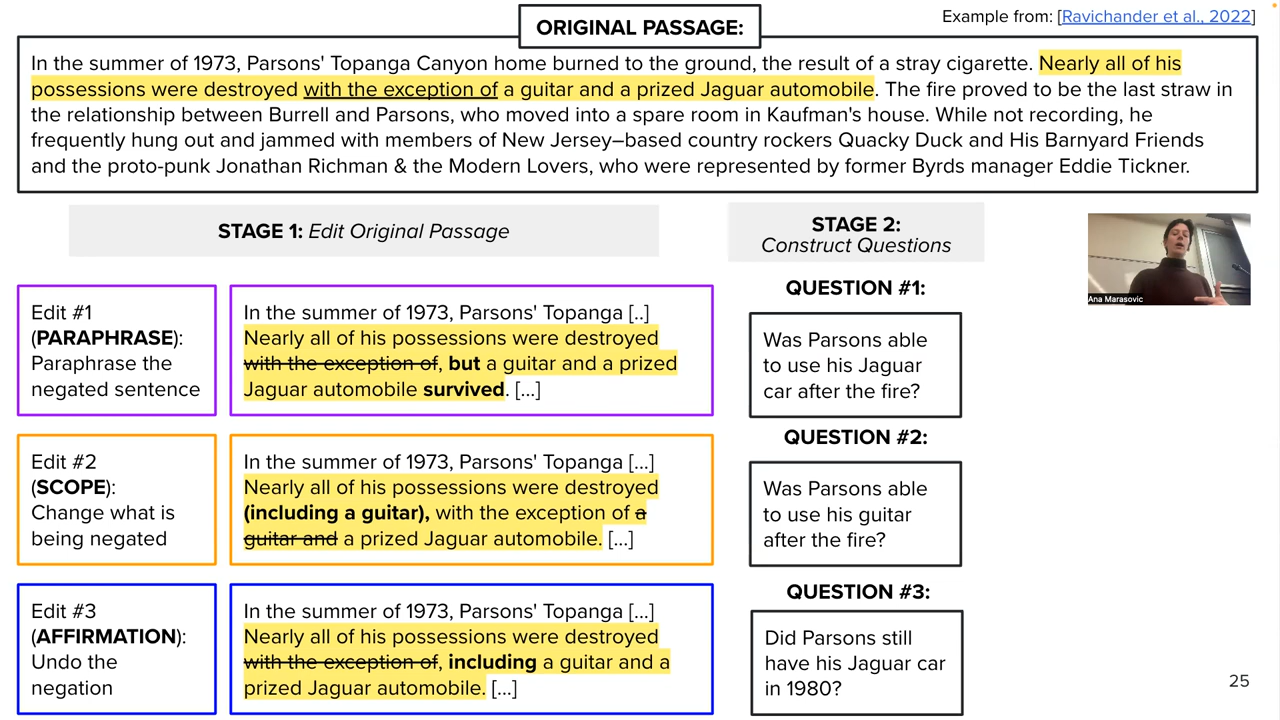 Example from: [Ravichander et al., 2022]
ORIGINAL PASSAGE:
In the summer of 1973, Parsons' Topanga Canyon home burned to the ground, the result of a stray cigarette. Nearly all of his
possessions were destroyed with the exception of a guitar and a prized Jaguar automobile. The fire proved to be the last straw in
the relationship between Burrell and Parsons, who moved into a spare room in Kaufman's house. While not recording, he
frequently hung out and jammed with members of New Jersey–based country rockers Quacky Duck and His Barnyard Friends
and the proto-punk Jonathan Richman & the Modern Lovers, who were represented by former Byrds manager Eddie Tickner.
STAGE 1: Edit Original Passage
STAGE 2:
Construct Questions
Edit #1
(PARAPHRASE):
Paraphrase the
negated sentence
In the summer of 1973, Parsons' Topanga [..]
Nearly all of his possessions were destroyed
with the exception of, but a guitar and a prized
Jaguar automobile survived. [...]
QUESTION #1:
Was Parsons able
to use his Jaguar
car after the fire?
Ana Marasovic
Edit #2
(SCOPE):
Change what is
being negated
In the summer of 1973, Parsons' Topanga [...]
Nearly all of his possessions were destroyed
(including a guitar), with the exception of a
guitar and a prized Jaguar automobile. [...]
QUESTION #2:
Was Parsons able
to use his guitar
after the fire?
Edit #3
(AFFIRMATION):
Undo the
negation
In the summer of 1973, Parsons' Topanga [...]
Nearly all of his possessions were destroyed
with the exception of, including a guitar and a
prized Jaguar automobile. [...]
QUESTION #3:
Did Parsons still
have his Jaguar car
in 1980?
25